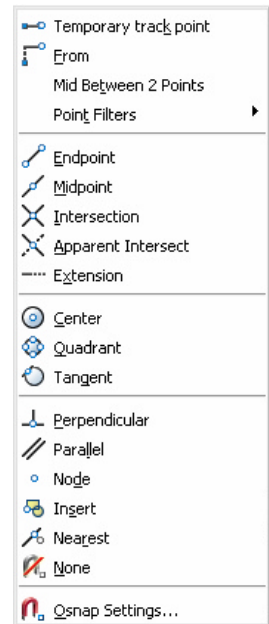 Temporary track point
From
Mid Between 2 Points
Point Filters
Endpoint
Midpoint
Intersection
Apparent Intersect
Extension
Center
Quadrant
Tangent
Perpendicular
Parallel
Node
Insert
Nearest
None
Osnap Settings...